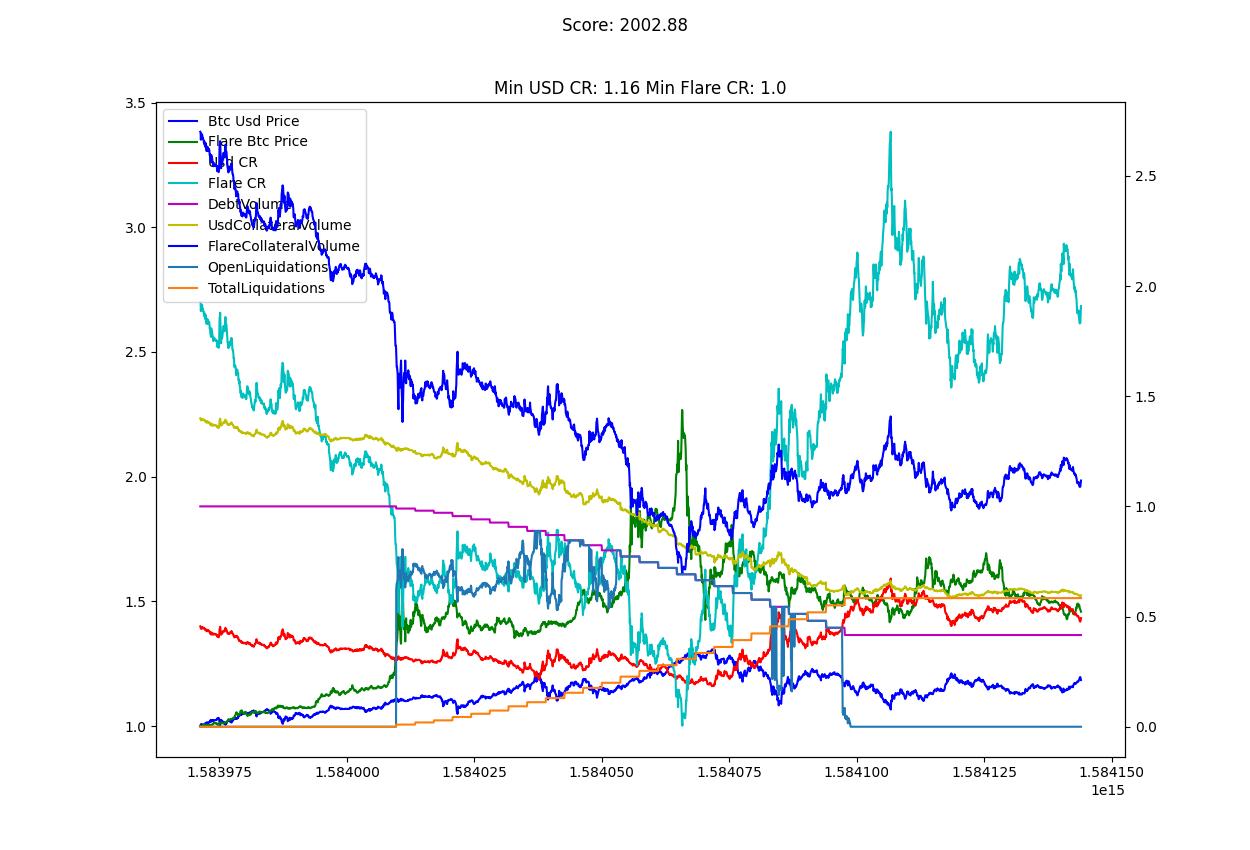 Score: 2002.88
Min USD CR: 1.16 Min Flare CR: 1.0
3.5
3.0
2.5
2.0
1.5
1.0
Btc Usd Price
Flare Btc Price
Usd CR
Flare CR
DebtVolume
UsdCollateralVolume
FlareCollateralVolume
OpenLiquidations
TotalLiquidations
2.5
2.0
1.5
1.0
0.5
0.0
1.583975 1.584000 1.584025 1.584050 1.584075 1.584100 1.584125 1.584150
1e15